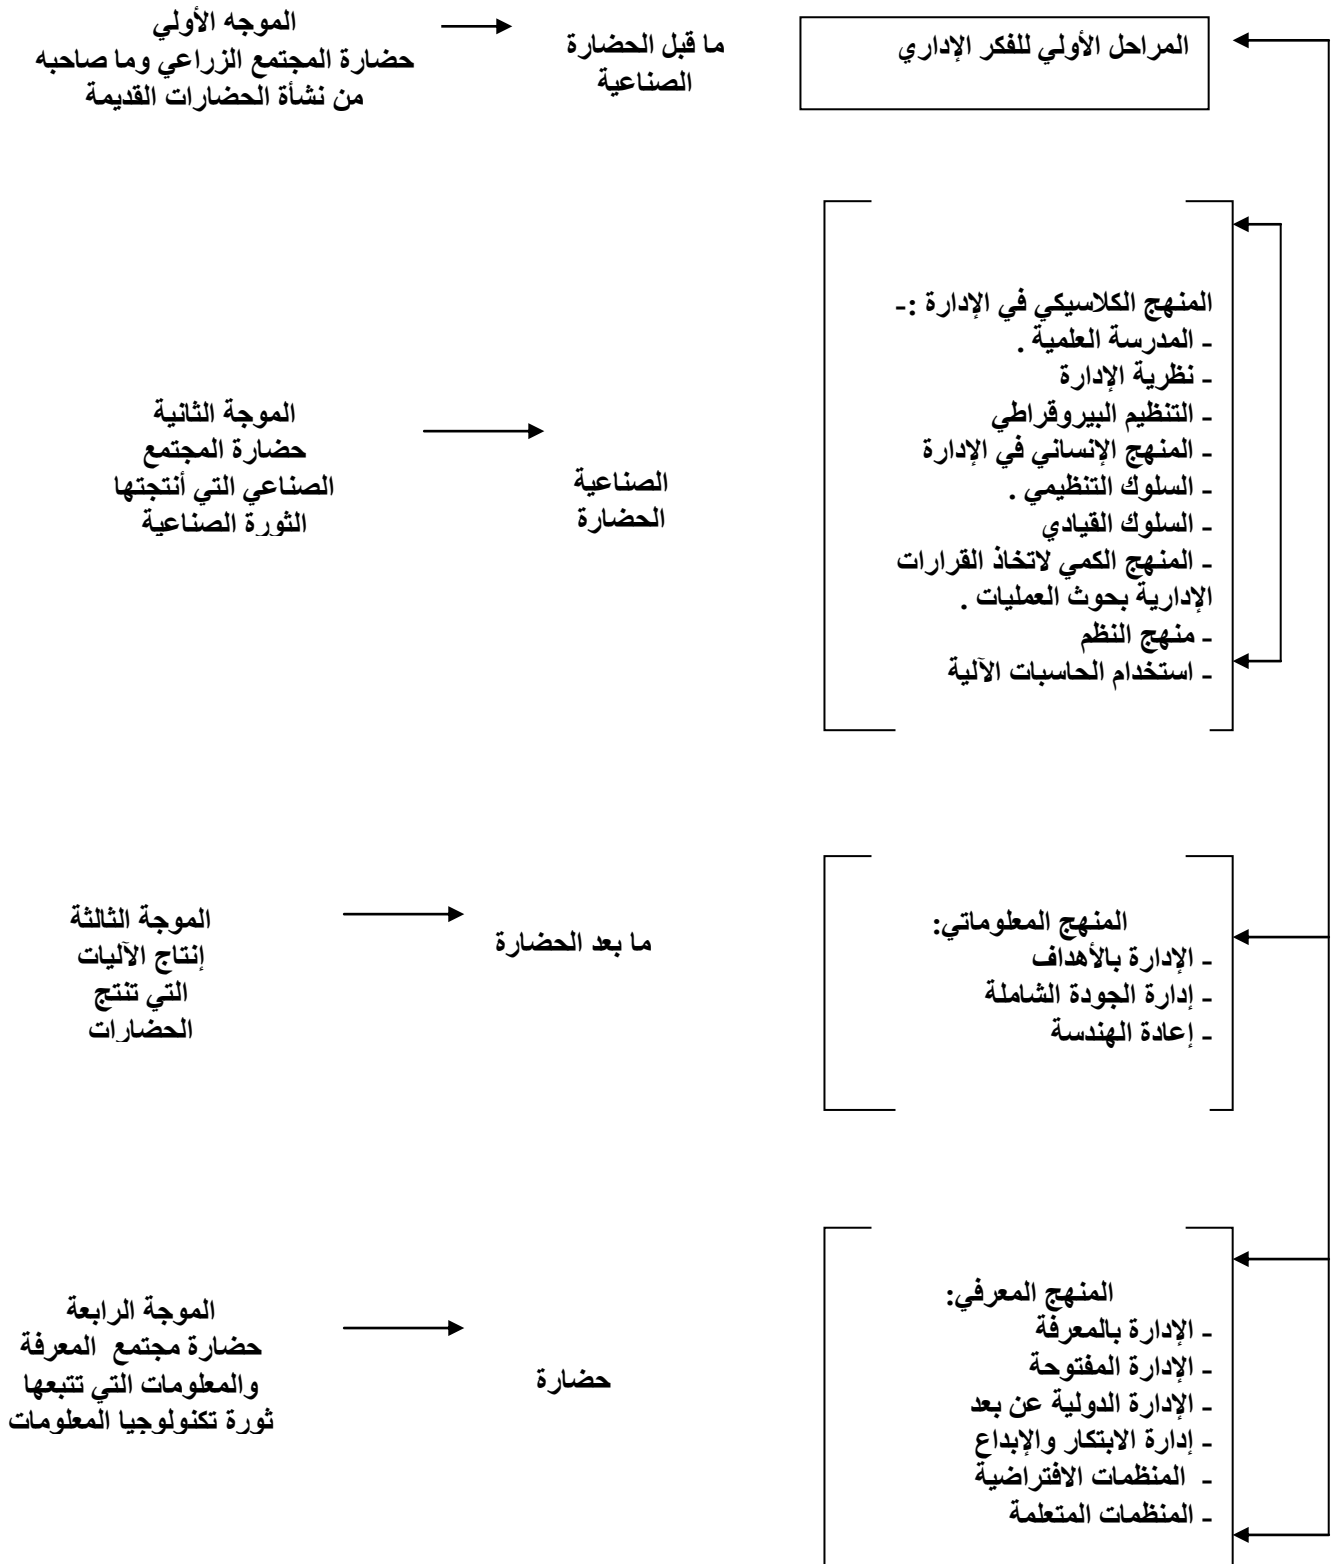 المراحل الأولي للفكر الإداري
ما قبل الحضارة
الصناعية
الموجه الأولي
حضارة المجتمع الزراعي وما صاحبه
من نشأة الحضارات القديمة
المنهج الكلاسيكي في الإدارة :-
- المدرسة العلمية .
- نظرية الإدارة
- التنظيم البيروقراطي
- المنهج الإنساني في الإدارة
- السلوك التنظيمي .
- السلوك القيادي
- المنهج الكمي لاتخاذ القرارات
الإدارية بحوث العمليات .
- منهج النظم
- استخدام الحاسبات الآلية
الصناعية
الحضارة
الموجة الثانية
حضارة المجتمع
الصناعي التي أنتجتها
الثورة الصناعية
المنهج المعلوماتي:
- الإدارة بالأهداف
- إدارة الجودة الشاملة
- إعادة الهندسة
ما بعد الحضارة
الموجة الثالثة
إنتاج الآليات
التي تنتج
الحضارات
المنهج المعرفي:
- الإدارة بالمعرفة
- الإدارة المفتوحة
- الإدارة الدولية عن بعد
- إدارة الابتكار والإبداع
- المنظمات الافتراضية
- المنظمات المتعلمة
حضارة
الموجة الرابعة
حضارة مجتمع المعرفة
والمعلومات التي تتبعها
ثورة تكنولوجيا المعلومات